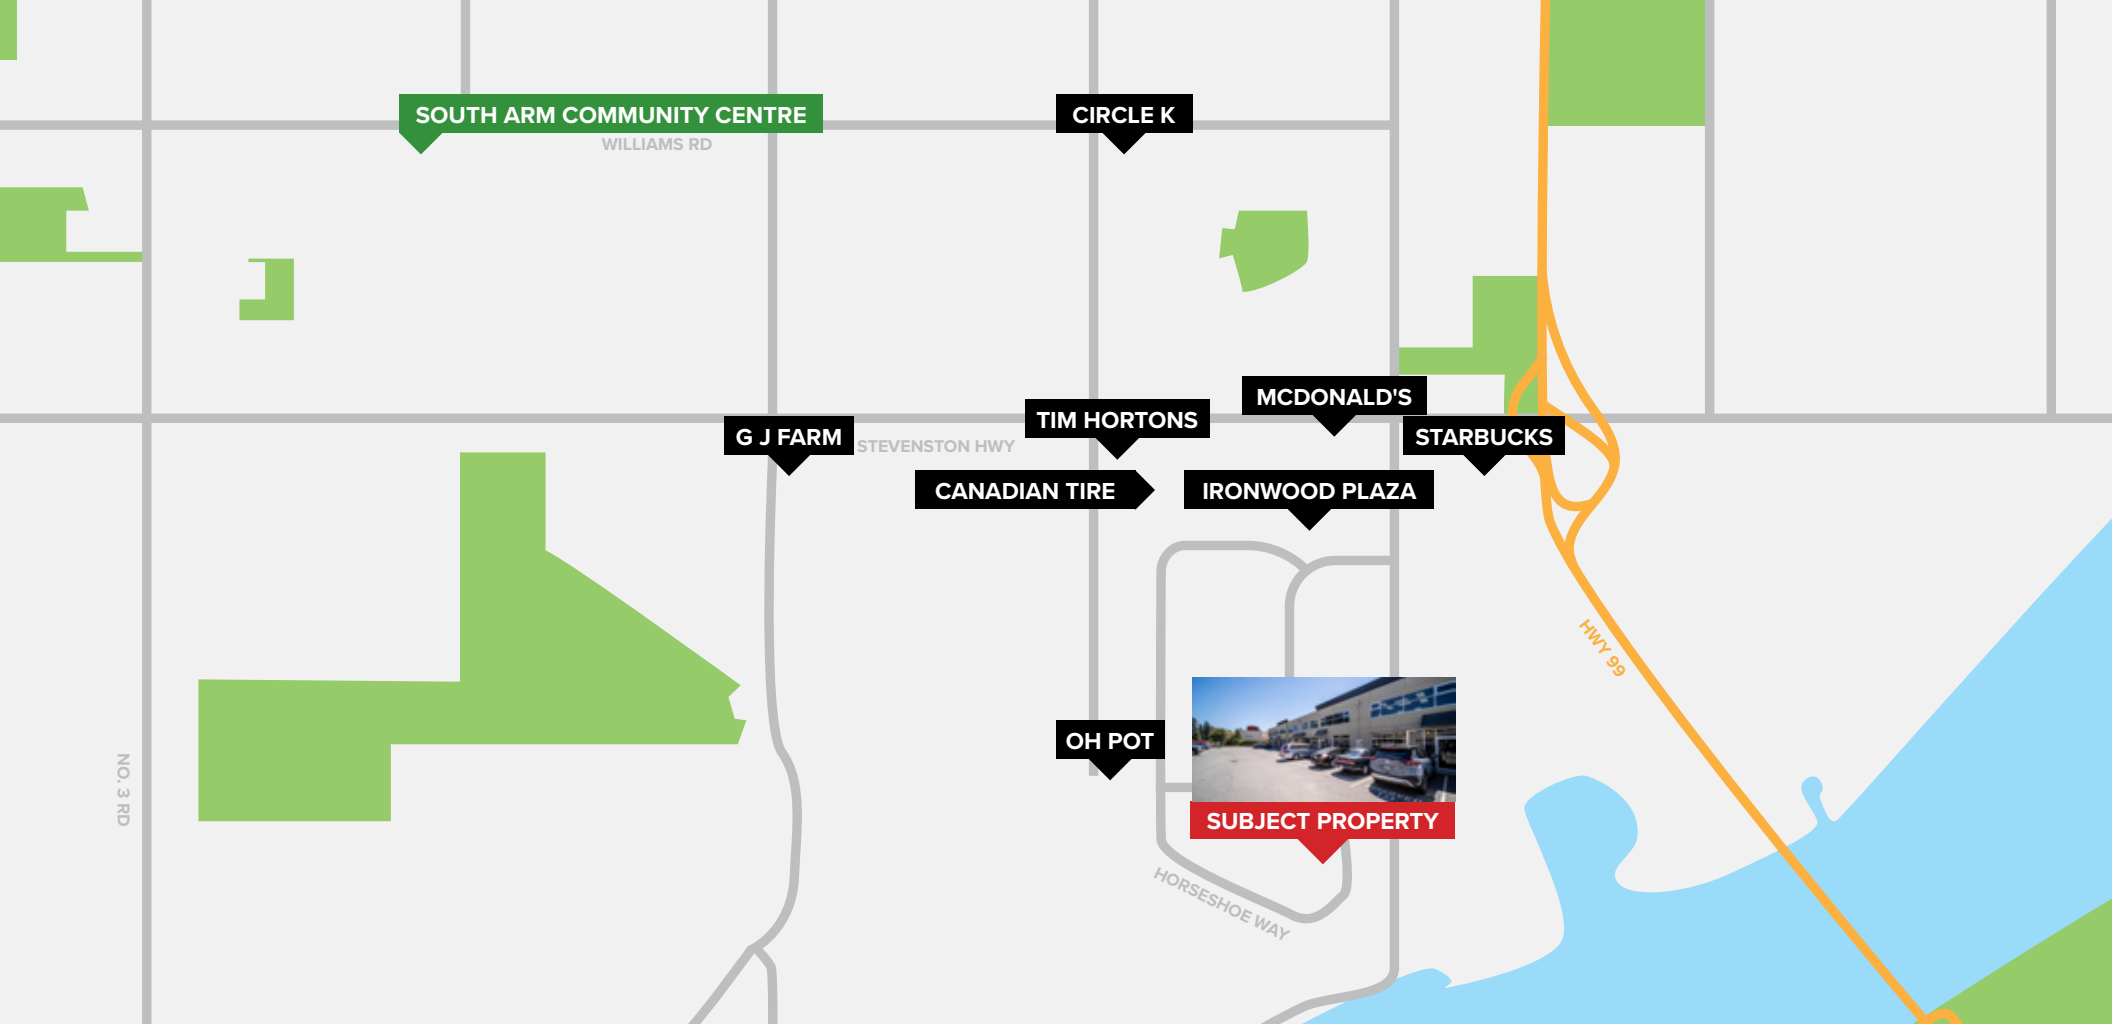 SOUTH ARM COMMUNITY CENTRE
CIRCLE K
WILLIAMS RD
MCDONALD'S
TIM HORTONS
G J FARM
STEVENSTON HWY
STARBUCKS
CANADIAN TIRE
IRONWOOD PLAZA
HWY 99
OH POT
NO. 3 RD
SUBJECT PROPERTY
HORSESHOE WAY